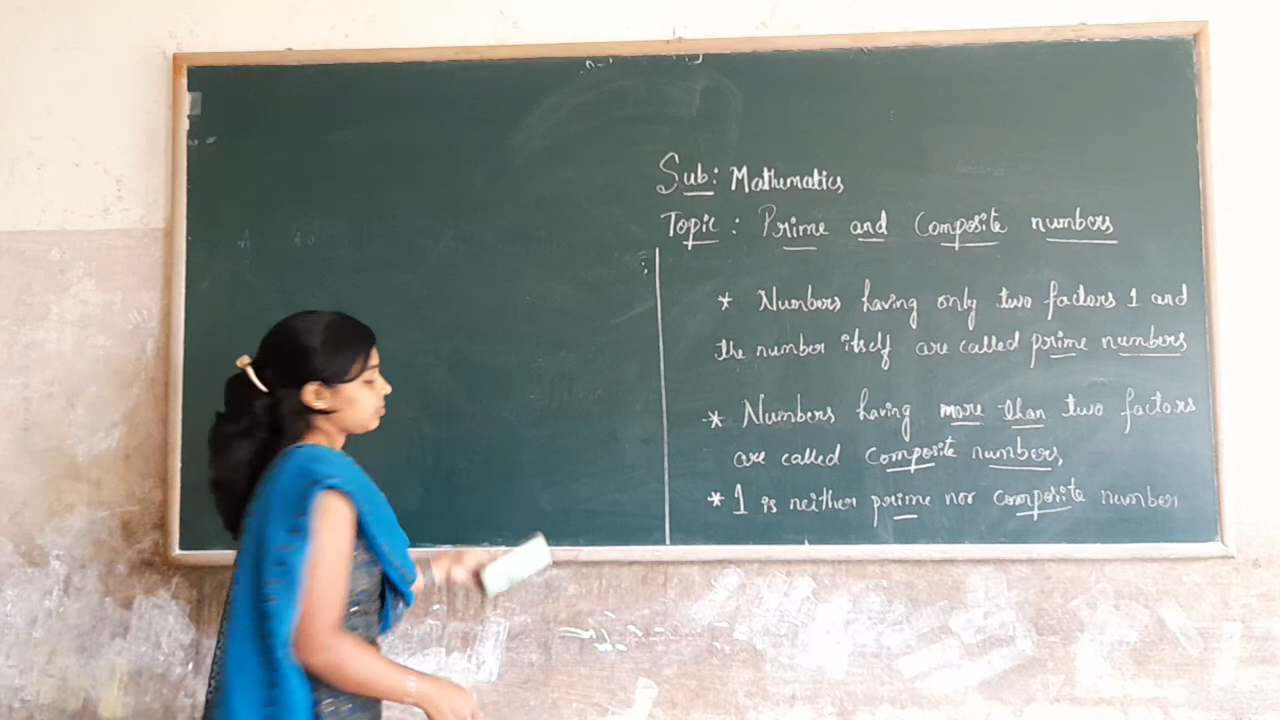 Sub: Mathematics
Topic: Prime and Composite numbers
* Numbers having only two factors 1 and
the number itself are called prime numbers
* Numbers having more than two factors
are called composite numbers,
* 1 is neither prime nor composite number